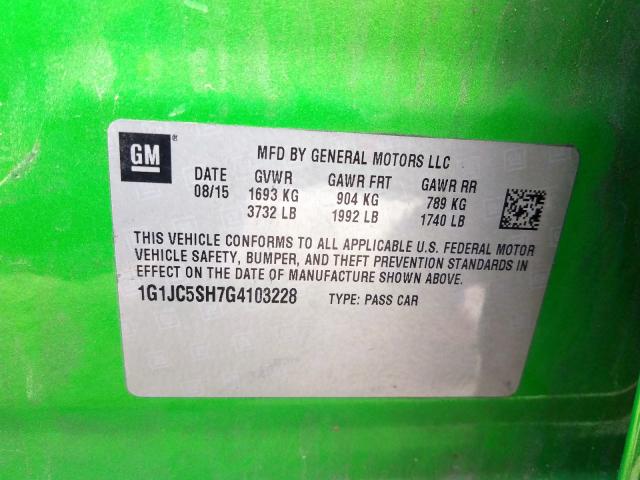 GM ®
MFD BY GENERAL MOTORS LLC
DATE GVWR GAWR FRT GAWR RR
08/15 1693 KG 904 KG 789 KG
3732 LB 1992 LB 1740 LB
THIS VEHICLE CONFORMS TO ALL APPLICABLE U.S. FEDERAL MOTOR
VEHICLE SAFETY, BUMPER, AND THEFT PREVENTION STANDARDS IN
EFFECT ON THE DATE OF MANUFACTURE SHOWN ABOVE.
1G1JC5SH7G4103228 TYPE: PASS CAR